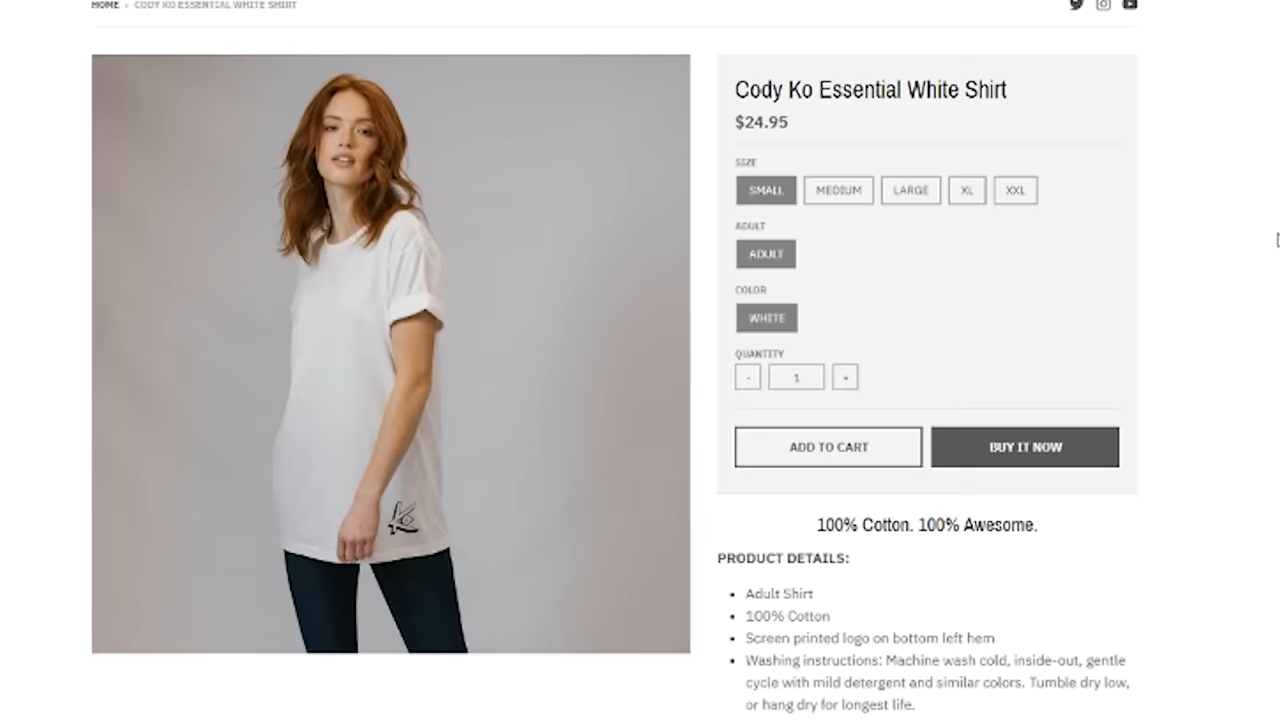 HOME › CODY KO ESSENTIAL WHITE SHIRT
Cody Ko Essential White Shirt
$24.95
SIZE
SMALL MEDIUM LARGE XL XXL
ADULT
ADULT
COLOR
WHITE
QUANTITY
- 1 +
ADD TO CART BUY IT NOW
100% Cotton. 100% Awesome.
PRODUCT DETAILS:
• Adult Shirt
• 100% Cotton
• Screen printed logo on bottom left hem
• Washing instructions: Machine wash cold, inside-out, gentle
cycle with mild detergent and similar colors. Tumble dry low,
or hang dry for longest life.